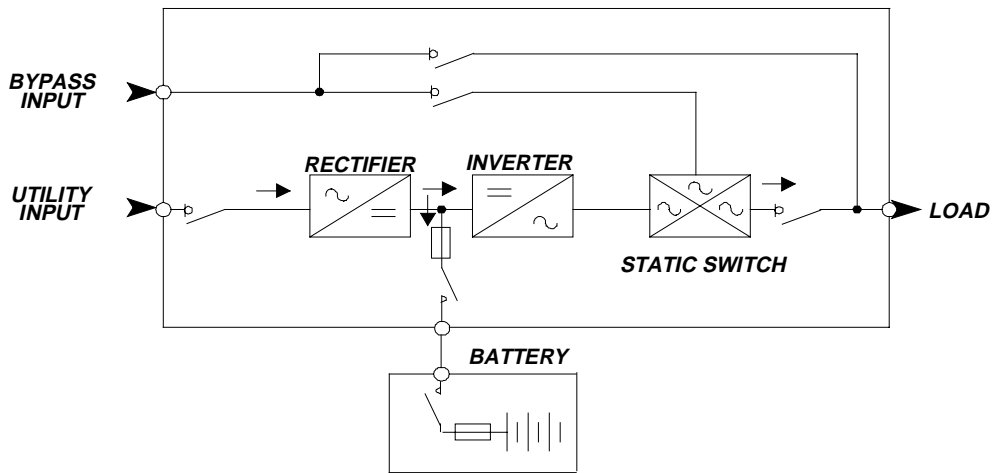 BYPASS
INPUT
RECTIFIER
INVERTER
UTILITY
INPUT
LOAD
STATIC SWITCH
BATTERY